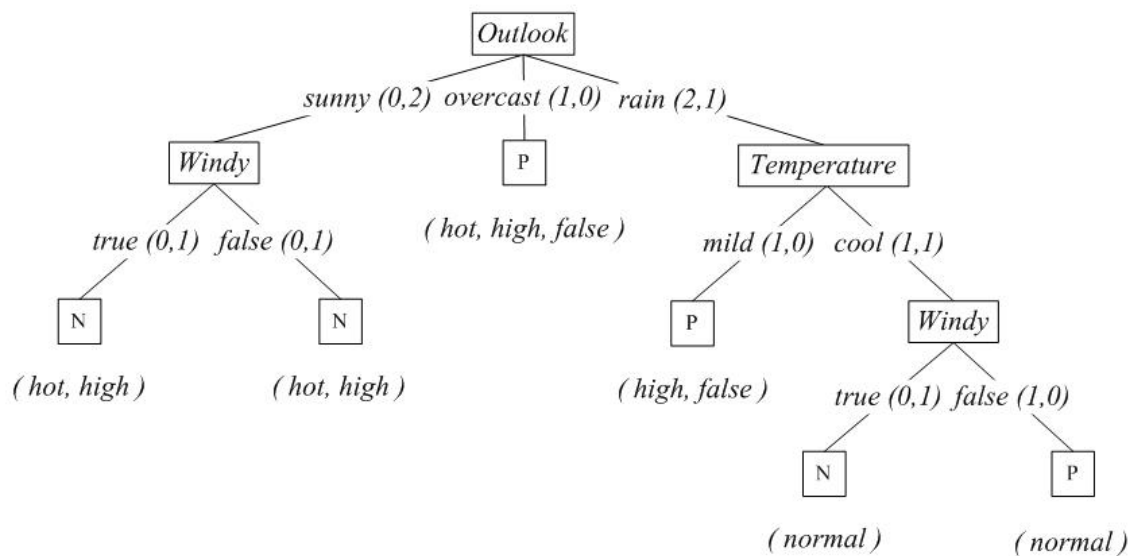 Outlook
sunny (0,2) overcast (1,0) rain (2,1)
Windy
P
Temperature
( hot, high, false )
true (0,1) false (0,1)
mild (1,0) cool (1,1)
N
N
P
Windy
( hot, high )
( hot, high )
( high, false )
true (0,1) false (1,0)
N
P
( normal )
( normal )